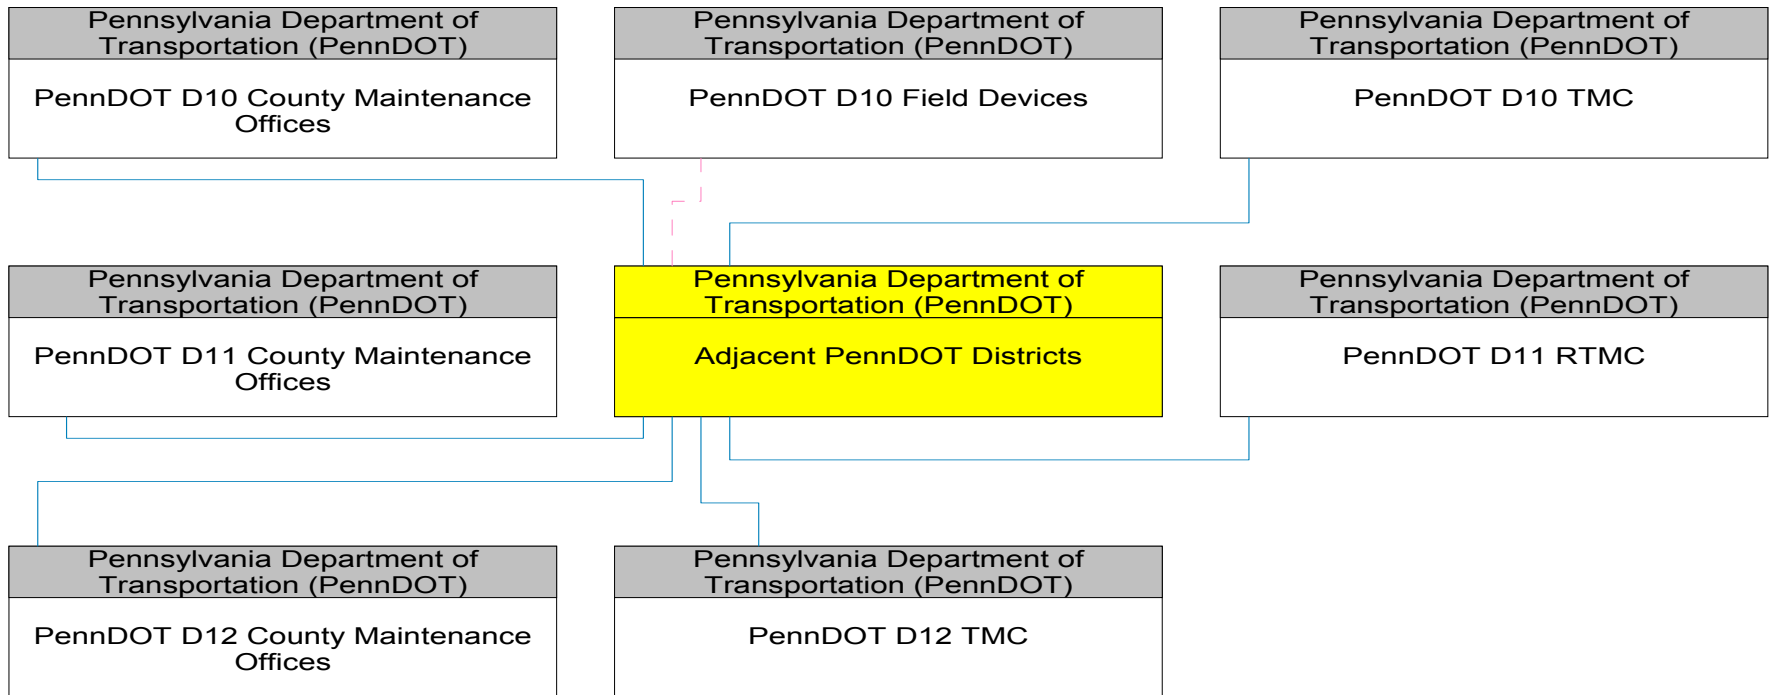 Pennsylvania Department of
Transportation (PennDOT)
PennDOT D10 County Maintenance
Offices
Pennsylvania Department of
Transportation (PennDOT)
PennDOT D10 Field Devices
Pennsylvania Department of
Transportation (PennDOT)
PennDOT D10 TMC
Pennsylvania Department of
Transportation (PennDOT)
PennDOT D11 County Maintenance
Offices
Pennsylvania Department of
Transportation (PennDOT)
Adjacent PennDOT Districts
Pennsylvania Department of
Transportation (PennDOT)
PennDOT D11 RTMC
Pennsylvania Department of
Transportation (PennDOT)
PennDOT D12 County Maintenance
Offices
Pennsylvania Department of
Transportation (PennDOT)
PennDOT D12 TMC